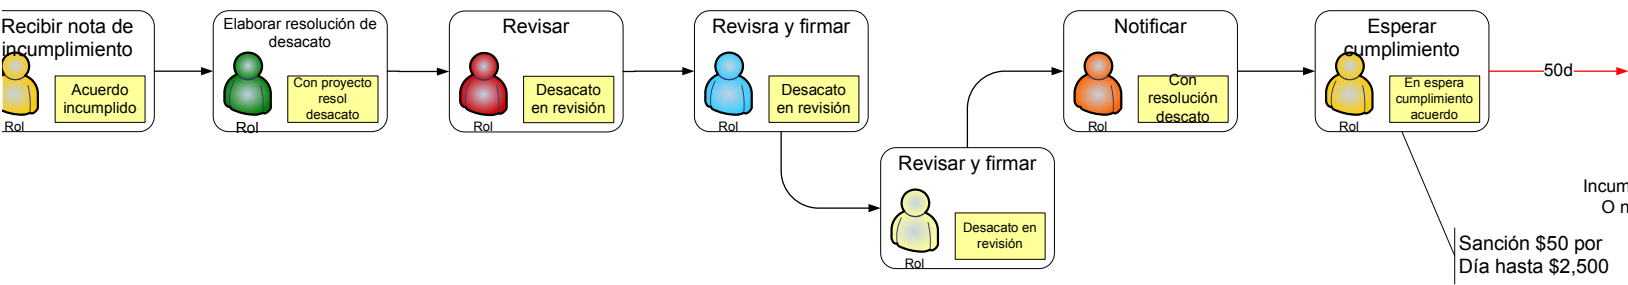 Recibir nota de
incumplimiento
Acuerdo
incumplido
Rol
Elaborar resolución de
desacato
Con proyecto
resol
desacato
Rol
Revisar
Desacato
en revisión
Rol
Revisra y firmar
Desacato
en revisión
Rol
Revisar y firmar
Desacato en
revisión
Rol
Notificar
Con
resolución
descato
Rol
Esperar
cumplimiento
En espera
cumplimiento
acuerdo
Rol
50d
Incum
O n
Sanción $50 por
Día hasta $2,500